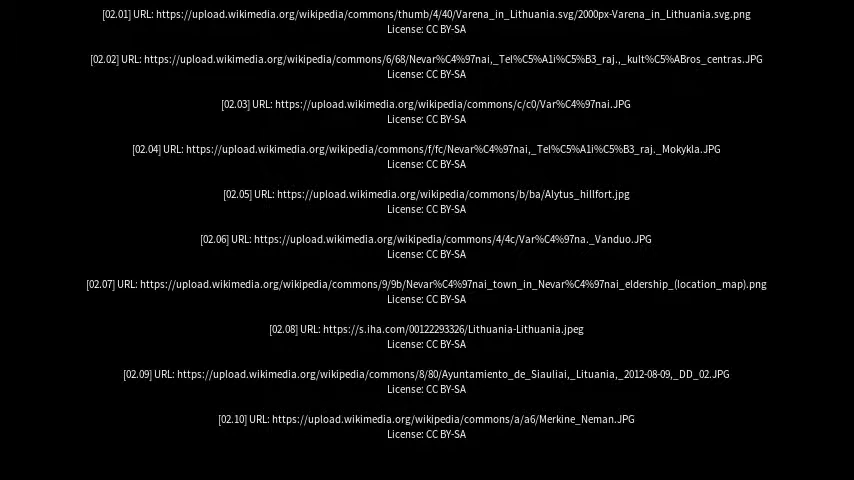 [02.01] URL: https://upload.wikimedia.org/wikipedia/commons/thumb/4/40/Varena_in_Lithuania.svg/2000px-Varena_in_Lithuania.svg.png
License: CC BY-SA
[02.02] URL: https://upload.wikimedia.org/wikipedia/commons/6/68/Nevar%C4%97nai,_Tel%C5%A1i%C5%B3_raj.,_kult%C5%ABros_centras.JPG
License: CC BY-SA
[02.03] URL: https://upload.wikimedia.org/wikipedia/commons/c/c0/Var%C4%97nai.JPG
License: CC BY-SA
[02.04] URL: https://upload.wikimedia.org/wikipedia/commons/f/fc/Nevar%C4%97nai,_Tel%C5%A1i%C5%B3_raj._Mokykla.JPG
License: CC BY-SA
[02.05] URL: https://upload.wikimedia.org/wikipedia/commons/b/ba/Alytus_hillfort.jpg
License: CC BY-SA
[02.06] URL: https://upload.wikimedia.org/wikipedia/commons/4/4c/Var%C4%97na._Vanduo.JPG
License: CC BY-SA
[02.07] URL: https://upload.wikimedia.org/wikipedia/commons/9/9b/Nevar%C4%97nai_town_in_Nevar%C4%97nai_eldership_(location_map).png
License: CC BY-SA
[02.08] URL: https://s.iha.com/00122293326/Lithuania-Lithuania.jpeg
License: CC BY-SA
[02.09] URL: https://upload.wikimedia.org/wikipedia/commons/8/80/Ayuntamiento_de_Siauliai,_Lituania,_2012-08-09,_DD_02.JPG
License: CC BY-SA
[02.10] URL: https://upload.wikimedia.org/wikipedia/commons/a/a6/Merkine_Neman.JPG
License: CC BY-SA